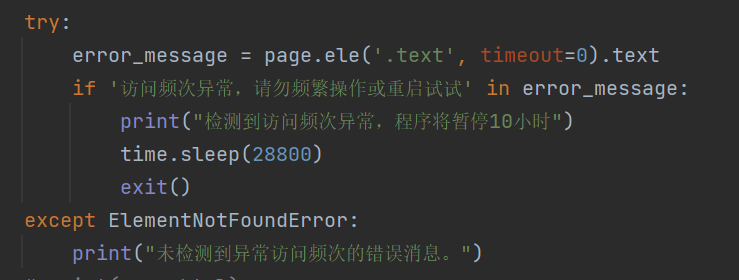 try:
    error_message = page.ele('.text', timeout=0).text
    if '访问频次异常，请勿频繁操作或重启试试' in error_message:
        print("检测到访问频次异常，程序将暂停10小时")
        time.sleep(28800)
        exit()
except ElementNotFoundError:
    print("未检测到异常访问频次的错误消息。")